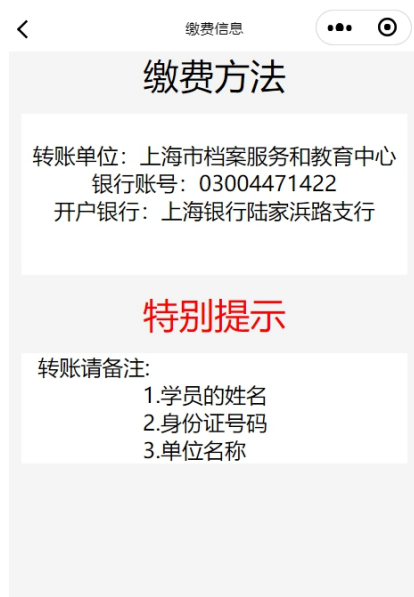 缴费信息
缴费方法
转账单位：上海市档案服务和教育中心
银行账号：03004471422
开户银行：上海银行陆家浜路支行
特别提示
转账请备注:
1.学员的姓名
2.身份证号码
3.单位名称